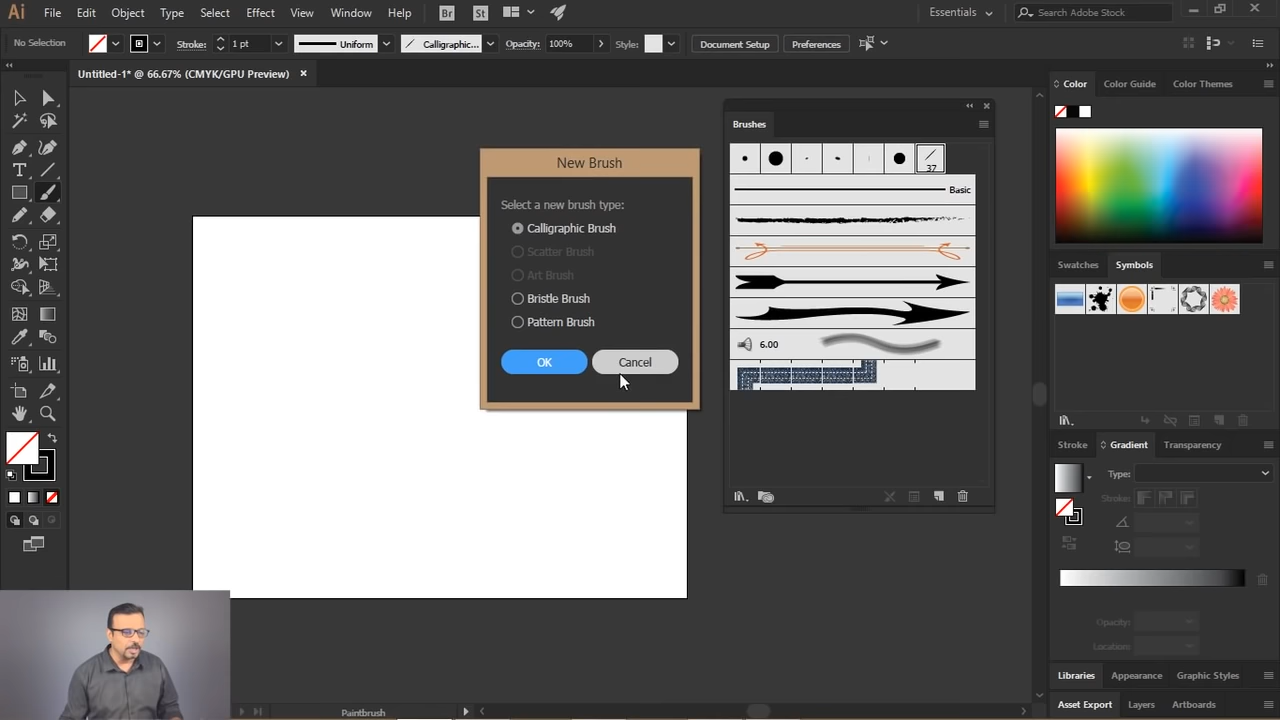 Ai File Edit Object Type Select Effect View Window Help Br St Essentials Search Adobe Stock
No Selection Stroke: 1 pt Uniform Calligraphic... Opacity: 100% Style: Document Setup Preferences
Untitled-1* @ 66.67% (CMYK/GPU Preview)
New Brush
Select a new brush type:
Calligraphic Brush
Scatter Brush
Art Brush
Bristle Brush
Pattern Brush
OK Cancel
Brushes
37
Basic
6.00
Color Color Guide Color Themes
Swatches Symbols
Stroke Gradient Transparency
Type:
Stroke:
Opacity:
Location:
Libraries Appearance Graphic Styles
Asset Export Layers Artboards
Paintbrush